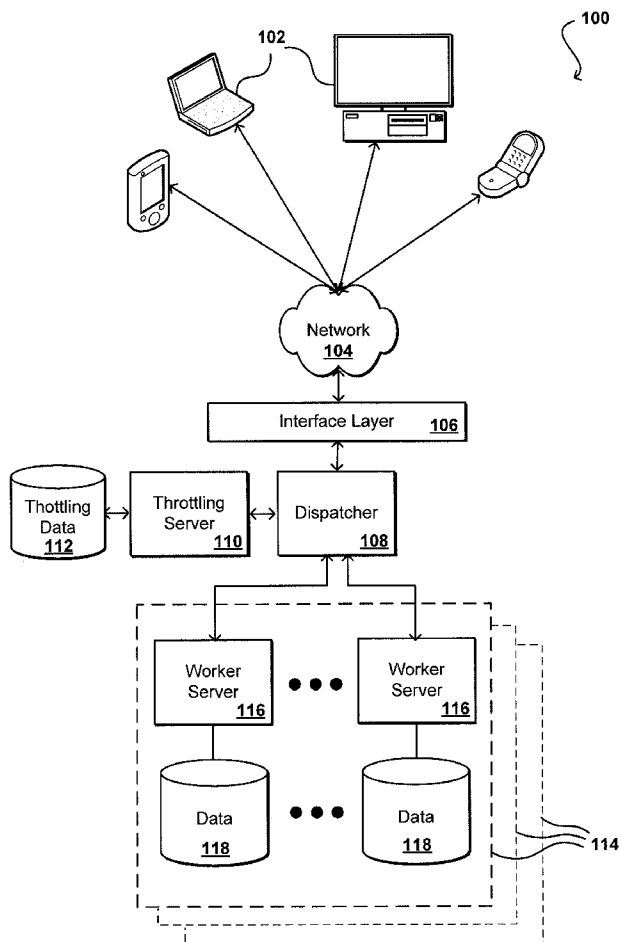 102
100
Network
104
Interface Layer 106
Thottling
Data
112
Throttling
Server
110
Dispatcher
108
Worker
Server
116
Worker
Server
116
Data
118
Data
118
114